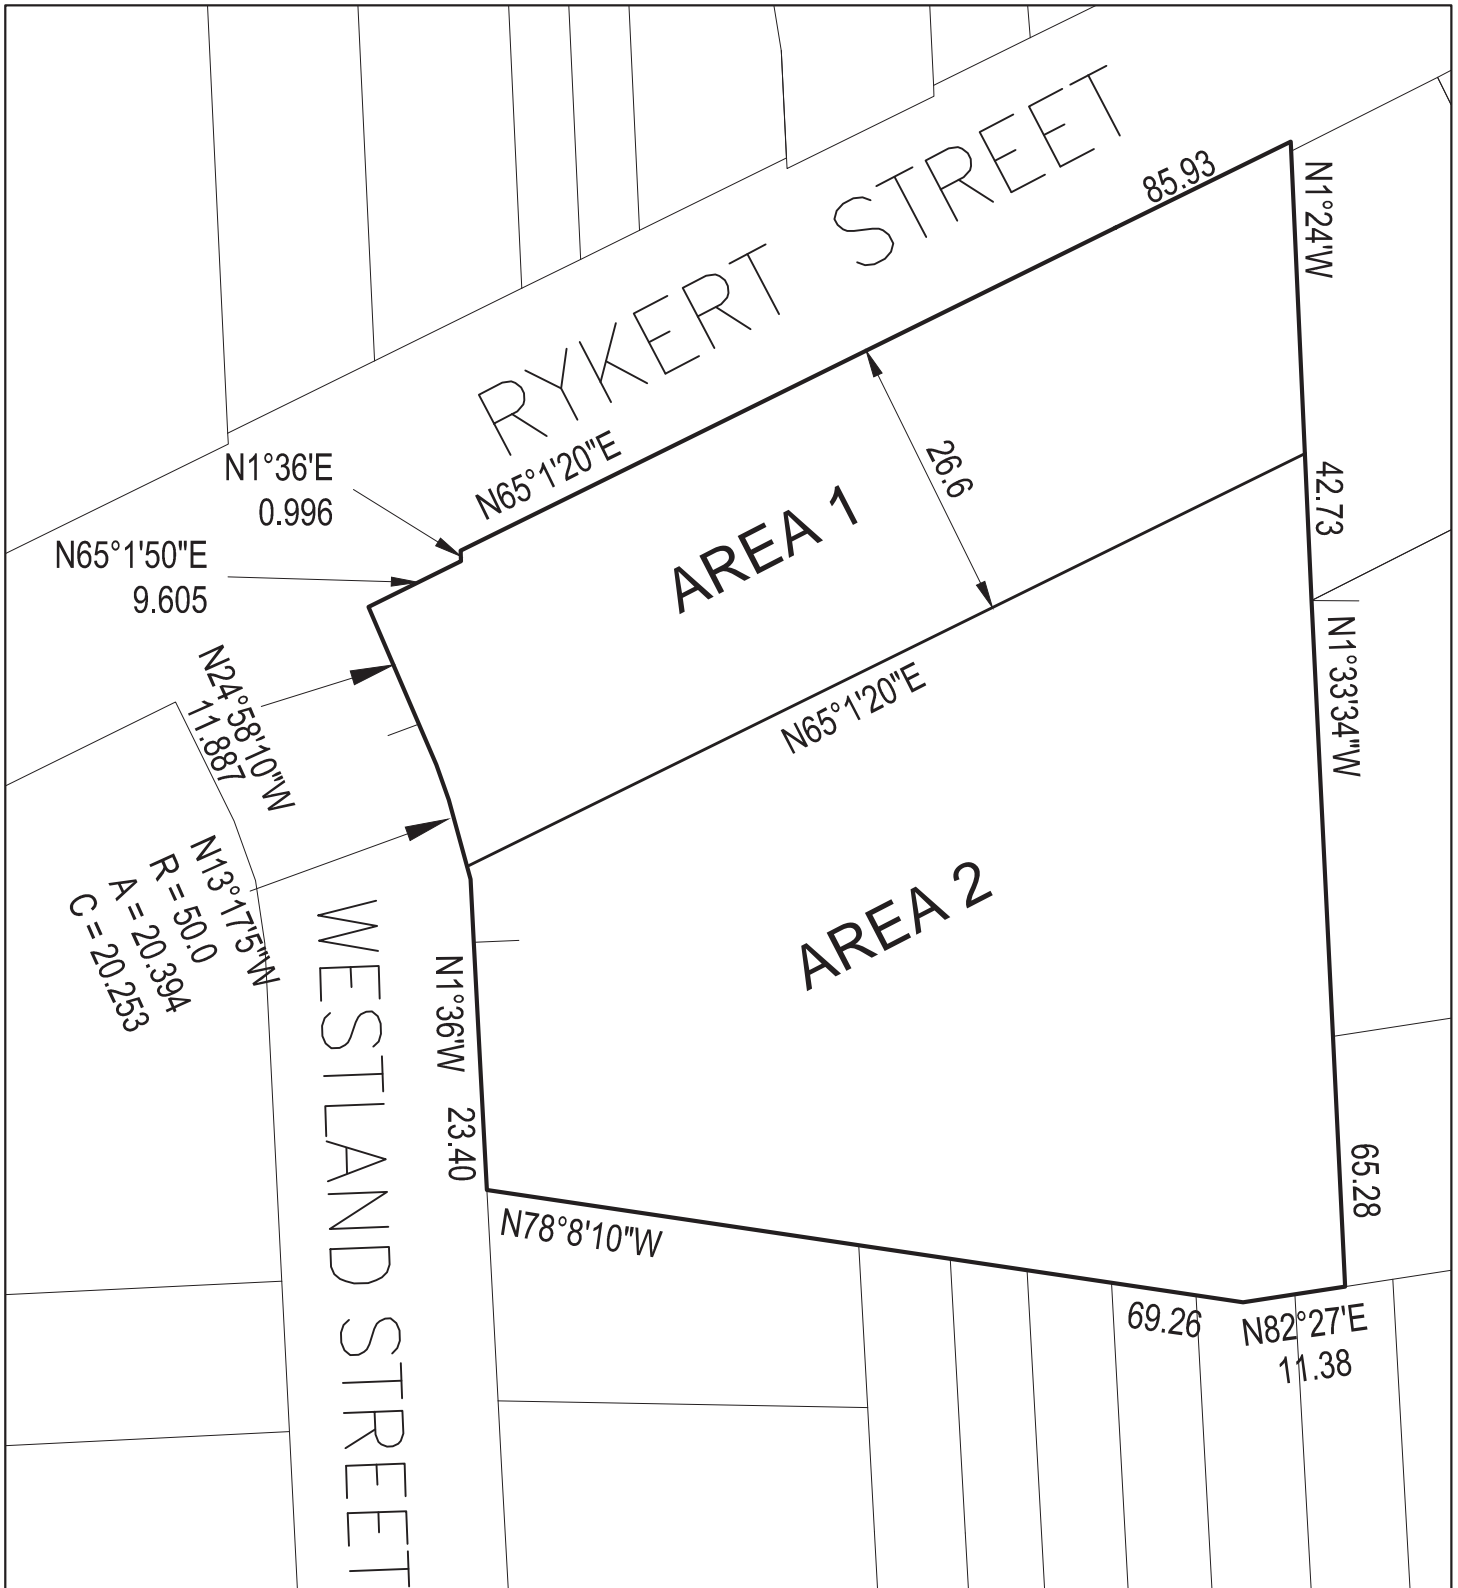 RYKERT STREET
85.93
N1°24'W
N65°1'20"E
N1°36'E
0.996
N65°1'50"E
9.605
26.6
AREA 1
42.73
N24°58'10"W
11.887
N65°1'20"E
N1°33'34"W
N13°17'5"W
R = 50.0
A = 20.394
C = 20.253
AREA 2
WESTLAND STREET
N1°36'W
23.40
65.28
N78°8'10"W
69.26
N82°27'E
11.38